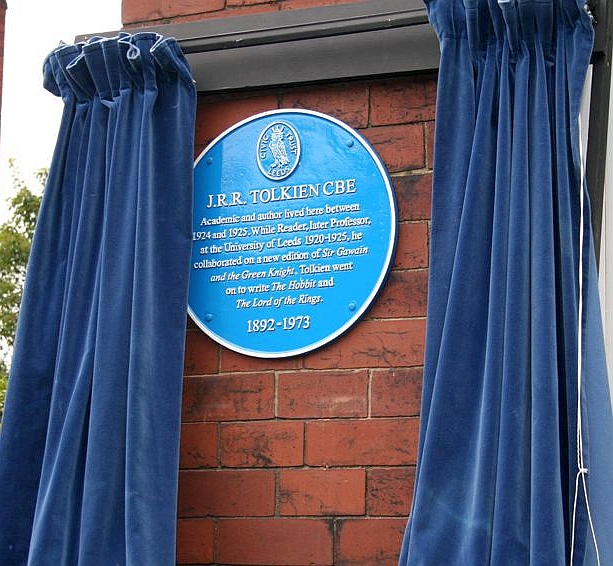 CIVIC TRUST
LEEDS
J.R.R. TOLKIEN CBE
Academic and author lived here between
1924 and 1925. While Reader, later Professor,
at the University of Leeds 1920-1925, he
collaborated on a new edition of Sir Gawain
and the Green Knight. Tolkien went
on to write The Hobbit and
The Lord of the Rings.
1892-1973